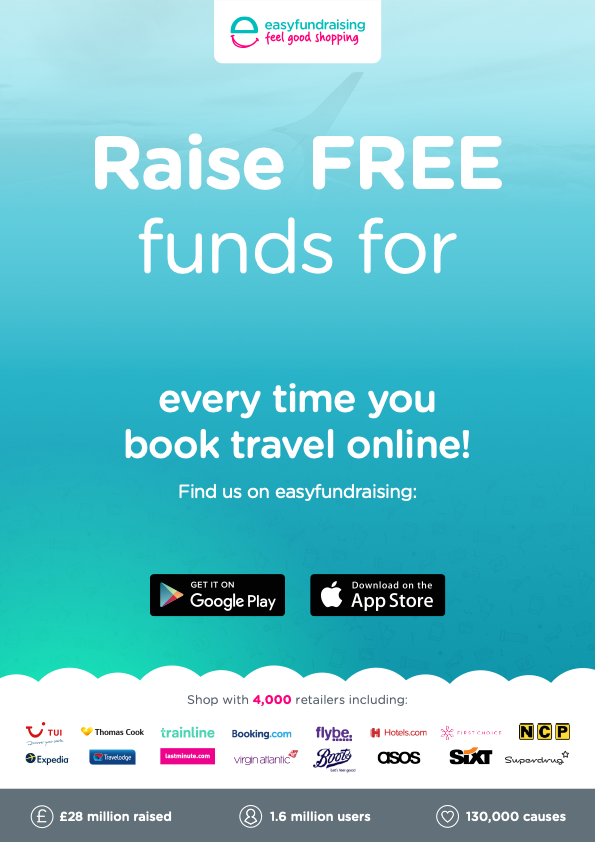 easyfundraising
feel good shopping
Raise FREE
funds for
every time you
book travel online!
Find us on easyfundraising:
GET IT ON
Google Play
Download on the
App Store
Shop with 4,000 retailers including:
TUI
Thomas Cook
trainline
Booking.com
flybe.
Hotels.com
FIRST CHOICE
NCP
Expedia
Travelodge
lastminute.com
virgin atlantic
Boots
let's feel good
asos
SiXT
Superdrug
£28 million raised
1.6 million users
130,000 causes